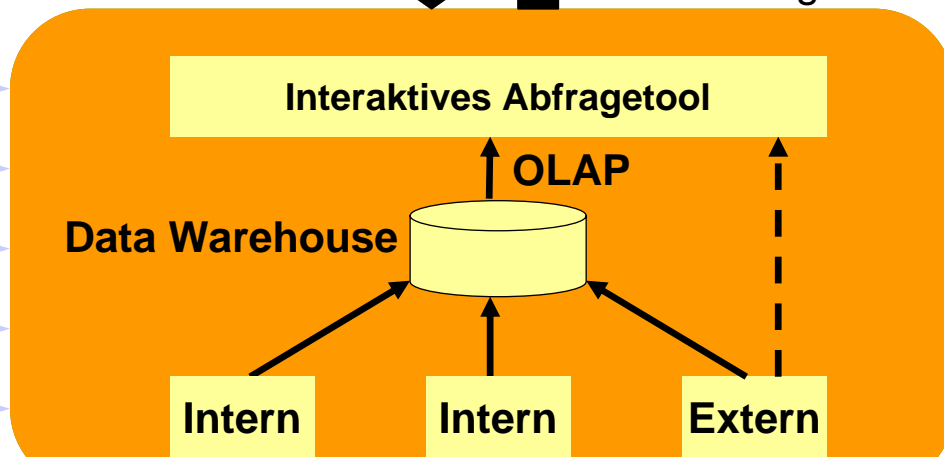 Interaktives Abfragetool
OLAP
Data Warehouse
Intern
Intern
Extern